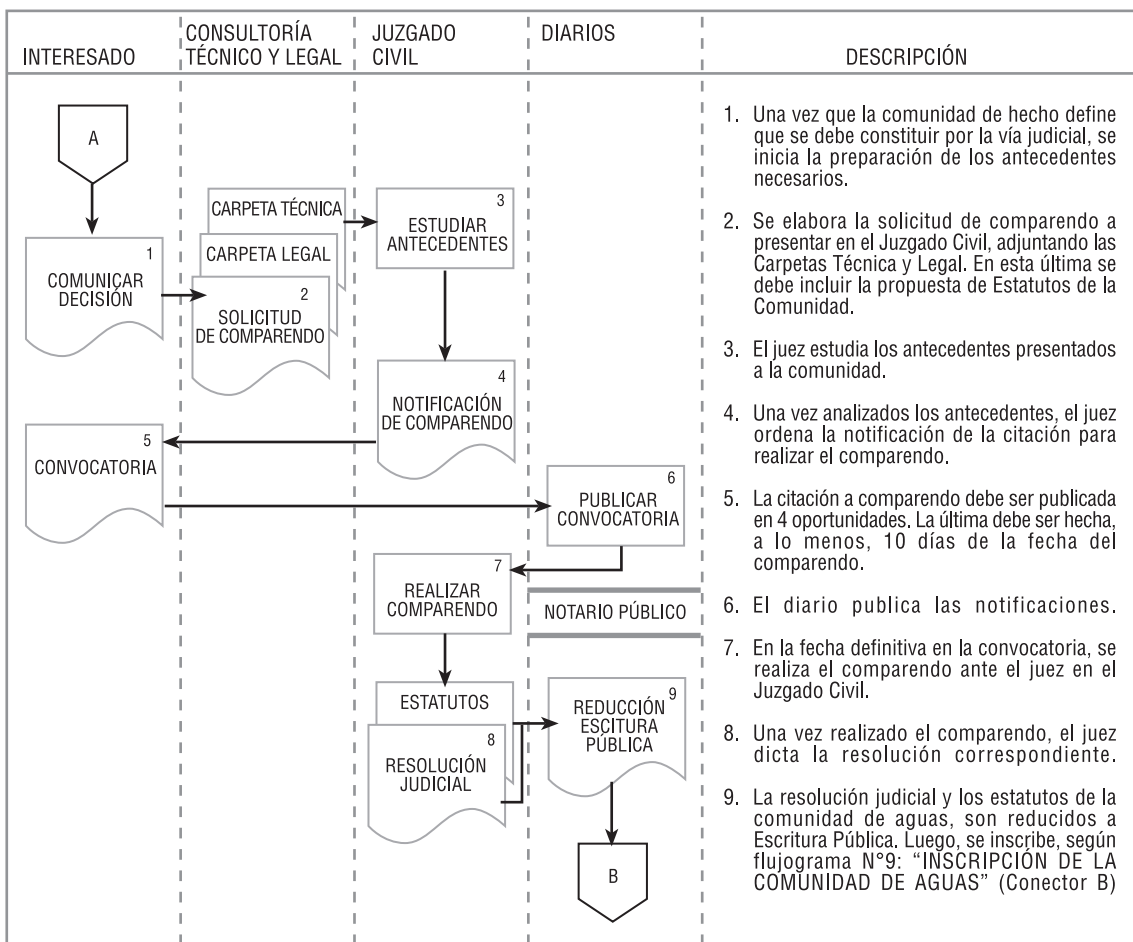 INTERESADO
CONSULTORÍA
TÉCNICO Y LEGAL
JUZGADO
CIVIL
DIARIOS
DESCRIPCIÓN
A
1
COMUNICAR
DECISIÓN
CARPETA TÉCNICA
CARPETA LEGAL
2
SOLICITUD
DE COMPARENDO
3
ESTUDIAR
ANTECEDENTES
4
NOTIFICACIÓN
DE COMPARENDO
5
CONVOCATORIA
6
PUBLICAR
CONVOCATORIA
7
REALIZAR
COMPARENDO
NOTARIO PÚBLICO
ESTATUTOS
8
RESOLUCIÓN
JUDICIAL
9
REDUCCIÓN
ESCITURA
PÚBLICA
B
1. Una vez que la comunidad de hecho define
que se debe constituir por la vía judicial, se
inicia la preparación de los antecedentes
necesarios.
2. Se elabora la solicitud de comparendo a
presentar en el Juzgado Civil, adjuntando las
Carpetas Técnica y Legal. En esta última se
debe incluir la propuesta de Estatutos de la
Comunidad.
3. El juez estudia los antecedentes presentados
a la comunidad.
4. Una vez analizados los antecedentes, el juez
ordena la notificación de la citación para
realizar el comparendo.
5. La citación a comparendo debe ser publicada
en 4 oportunidades. La última debe ser hecha,
a lo menos, 10 días de la fecha del
comparendo.
6. El diario publica las notificaciones.
7. En la fecha definitiva en la convocatoria, se
realiza el comparendo ante el juez en el
Juzgado Civil.
8. Una vez realizado el comparendo, el juez
dicta la resolución correspondiente.
9. La resolución judicial y los estatutos de la
comunidad de aguas, son reducidos a
Escritura Pública. Luego, se inscribe, según
flujograma N°9: “INSCRIPCIÓN DE LA
COMUNIDAD DE AGUAS” (Conector B)